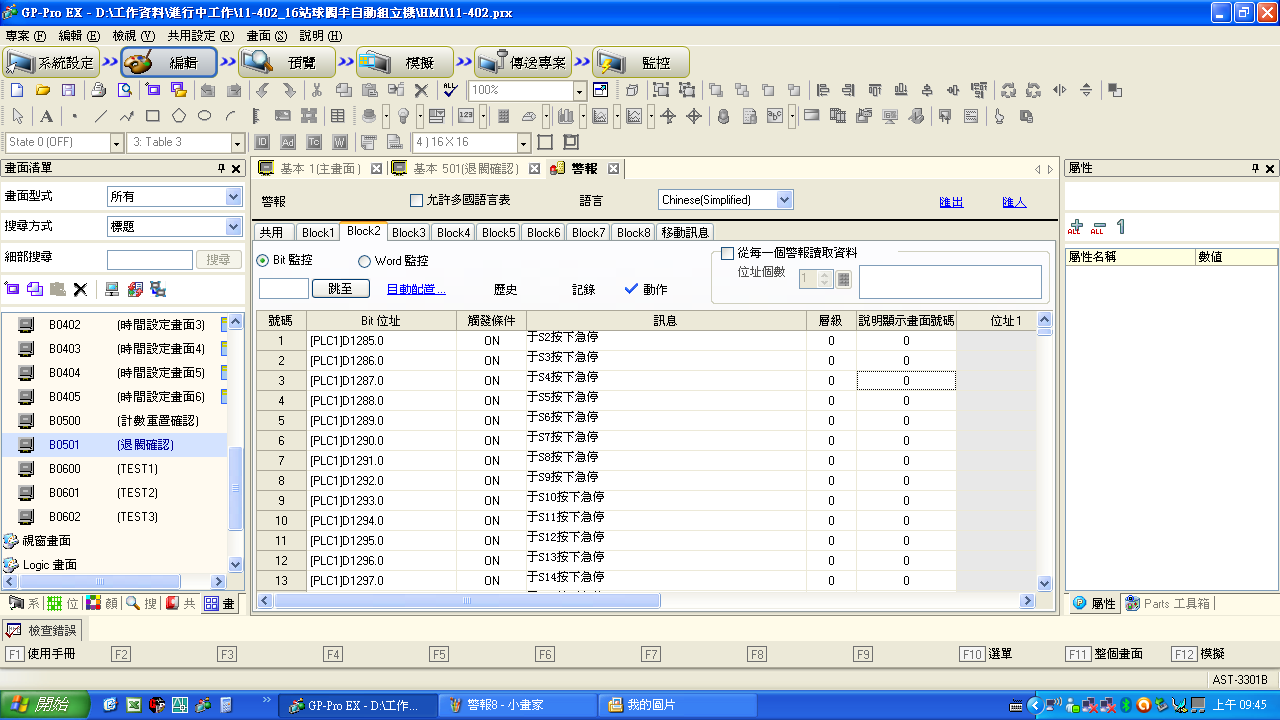 GP-Pro EX - D:\工作資料\進行中工作\11-402_16站球閥半自動組立機\HMI\11-402.prx
專案 (F) 編輯 (E) 檢視 (Y) 共用設定 (R) 畫面 (S) 說明 (H)
系統設定 編輯 預覽 模擬 傳送專案 監控
100%
State 0 (OFF) 3: Table 3 ID Ad Tc W 4 ) 16 X 16
畫面清單
基本 1(主畫面) 基本 501(退閥確認) 警報
屬性
畫面型式 所有
搜尋方式 標題
細部搜尋 搜尋
警報 允許多國語言表 語言 Chinese(Simplified) 匯出 匯入
共用 Block1 Block2 Block3 Block4 Block5 Block6 Block7 Block8 移動訊息
Bit 監控 Word 監控
從每一個警報讀取資料
位址個數 1
跳至 自動配置... 歷史 記錄 動作
ALL ALL 1
屬性名稱 數值
號碼 Bit 位址 觸發條件 訊息 層級 說明顯示畫面號碼 位址 1
1 [PLC1]D1285.0 ON 于S2按下急停 0 0
2 [PLC1]D1286.0 ON 于S3按下急停 0 0
3 [PLC1]D1287.0 ON 于S4按下急停 0 0
4 [PLC1]D1288.0 ON 于S5按下急停 0 0
5 [PLC1]D1289.0 ON 于S6按下急停 0 0
6 [PLC1]D1290.0 ON 于S7按下急停 0 0
7 [PLC1]D1291.0 ON 于S8按下急停 0 0
8 [PLC1]D1292.0 ON 于S9按下急停 0 0
9 [PLC1]D1293.0 ON 于S10按下急停 0 0
10 [PLC1]D1294.0 ON 于S11按下急停 0 0
11 [PLC1]D1295.0 ON 于S12按下急停 0 0
12 [PLC1]D1296.0 ON 于S13按下急停 0 0
13 [PLC1]D1297.0 ON 于S14按下急停 0 0
B0402 (時間設定畫面3)
B0403 (時間設定畫面4)
B0404 (時間設定畫面5)
B0405 (時間設定畫面6)
B0500 (計數重置確認)
B0501 (退閥確認)
B0600 (TEST1)
B0601 (TEST2)
B0602 (TEST3)
視窗畫面
Logic 畫面
系 位 顏 搜 共 畫
屬性 Parts 工具箱
檢查錯誤
F1 使用手冊 F2 F3 F4 F5 F6 F7 F8 F9 F10 選單 F11 整個畫面 F12 模擬
AST-3301B
開始 GP-Pro EX - D:\工作... 警報8 - 小畫家 我的圖片 上午 09:45